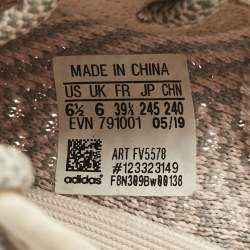 MADE IN CHINA
US UK FR JP CHN
6½ 6 39⅓ 245 240
EVN 791001 05/19
ART FV5578
#123323149
adidas F8N309Bw00138